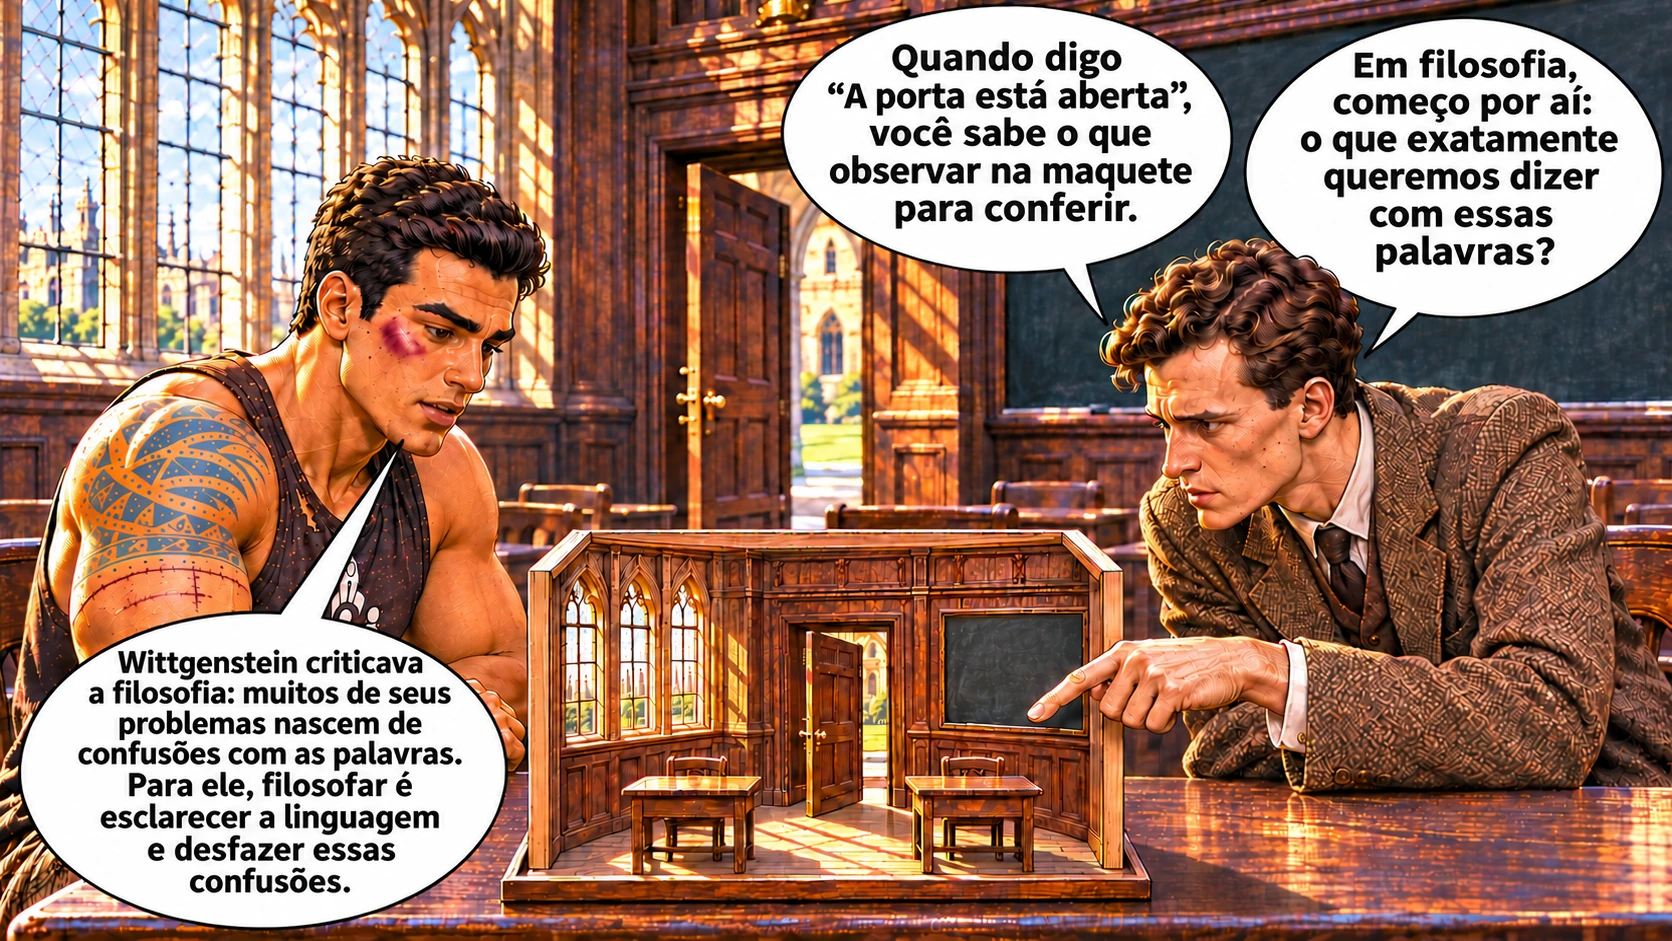 Quando digo
“A porta está aberta”,
você sabe o que
observar na maquete
para conferir.
Em filosofia,
começo por aí:
o que exatamente
queremos dizer
com essas
palavras?
Wittgenstein criticava
a filosofia: muitos de seus
problemas nascem de
confusões com as palavras.
Para ele, filosofar é
esclarecer a linguagem
e desfazer essas
confusões.